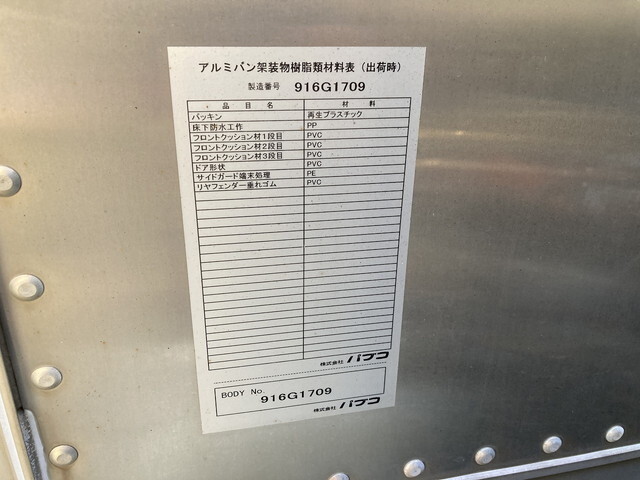 アルミバン架装物樹脂類材料表（出荷時）
製造番号 916G1709
品目名 材料
パッキン 再生プラスチック
床下防水工作 PP
フロントクッション材1段目 PVC
フロントクッション材2段目 PVC
フロントクッション材3段目 PVC
ドア形状 PVC
サイドガード端末処理 PE
リヤフェンダー垂れゴム PVC
株式会社 パブコ
BODY No. 916G1709
株式会社 パブコ